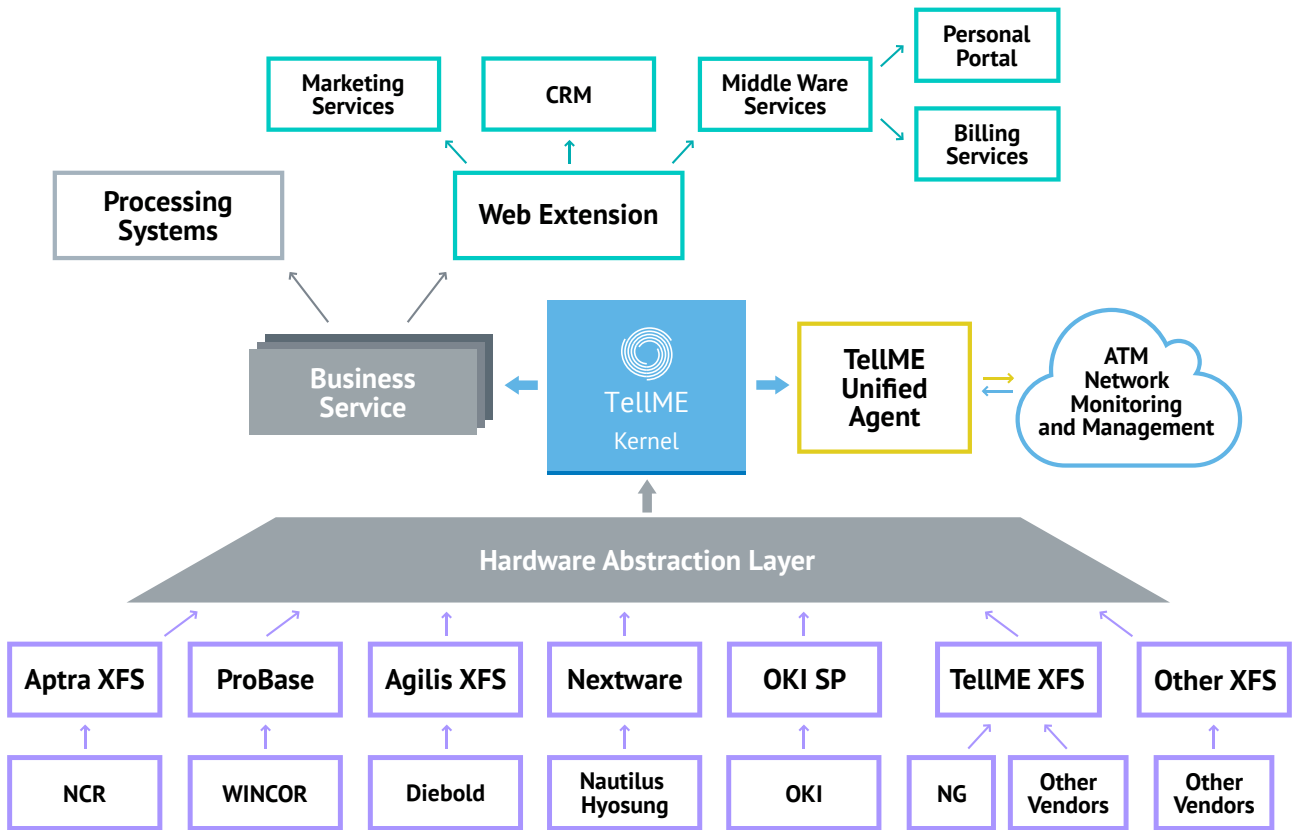 Personal
Portal
Marketing
Services
CRM
Middle Ware
Services
Billing
Services
Processing
Systems
Web Extension
Business
Service
TellME
Kernel
TellME
Unified
Agent
ATM
Network
Monitoring
and Management
Hardware Abstraction Layer
Aptra XFS
ProBase
Agilis XFS
Nextware
OKI SP
TellME XFS
Other XFS
NCR
WINCOR
Diebold
Nautilus
Hyosung
OKI
NG
Other
Vendors
Other
Vendors